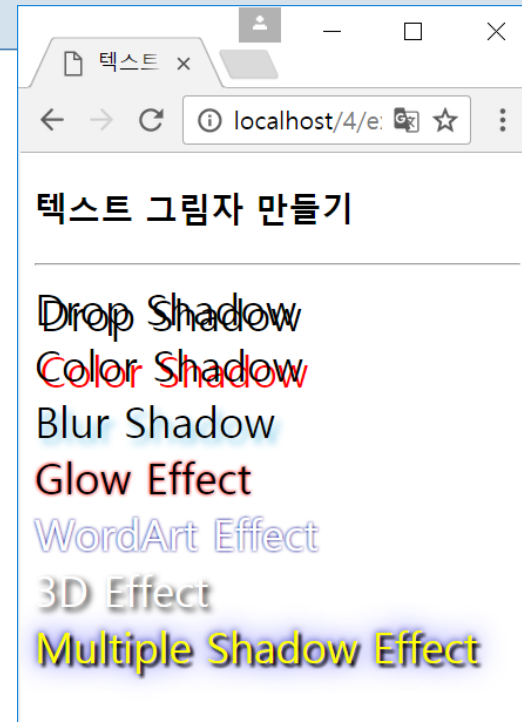 텍스트
localhost/4/e
텍스트 그림자 만들기
Drop Shadow
Color Shadow
Blur Shadow
Glow Effect
WordArt Effect
3D Effect
Multiple Shadow Effect